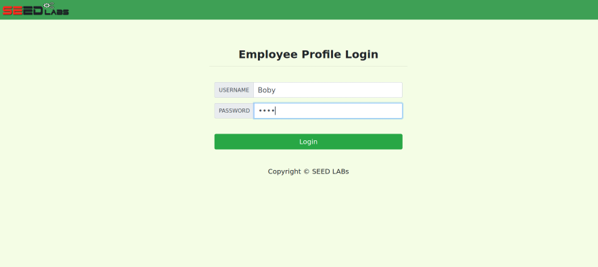 SEED LABS
Employee Profile Login
USERNAME Boby
PASSWORD ••••
Login
Copyright © SEED LABs